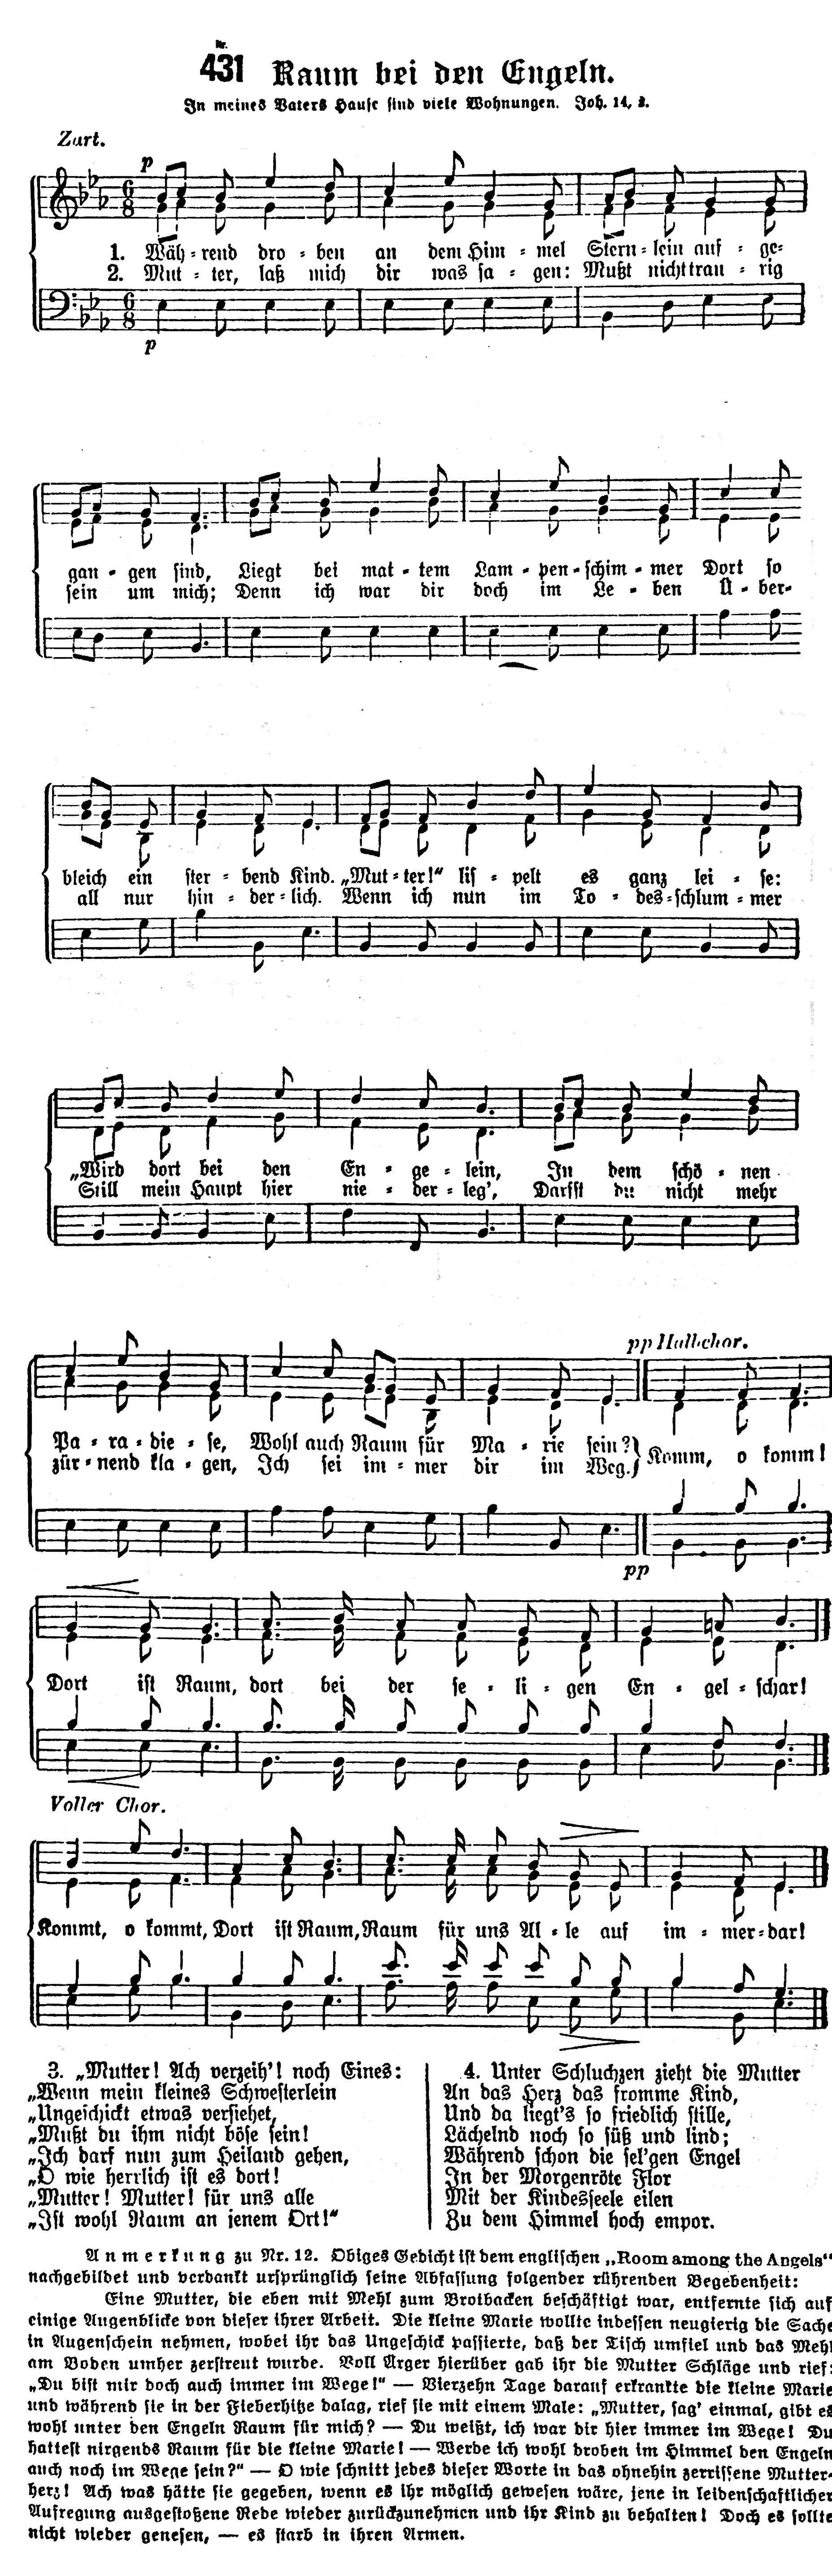 Nr.
431 Raum bei den Engeln.
In meines Vaters Hause sind viele Wohnungen. Joh. 14, 2.
Zart.
p
1. Wäh-rend dro-ben an dem Him-mel Stern-lein auf-ge-
2. Mut-ter, laß mich dir was sa-gen: Mußt nicht trau-rig
p
gan-gen sind, Liegt bei mat-tem Lam-pen-schim-mer Dort so
sein um mich; Denn ich war dir doch im Le-ben Ü-ber-
bleich ein ster-bend Kind. „Mut-ter!“ lis-pelt es ganz lei-se:
all nur hin-der-lich. Wenn ich nun im To-des-schlum-mer
„Wird dort bei den En-ge-lein, In dem schö-nen
Still mein Haupt hier nie-der-leg', Darfst du nicht mehr
pp Halbchor.
Pa-ra-die-se, Wohl auch Raum für Ma-rie sein?
zür-nend kla-gen, Ich sei im-mer dir im Weg.
Komm, o komm!
pp
Dort ist Raum, dort bei der se-li-gen En-gel-schar!
Voller Chor.
Kommt, o kommt, Dort ist Raum, Raum für uns Al-le auf im-mer-dar!
3. „Mutter! Ach verzeih'! noch Eines:
„Wenn mein kleines Schwesterlein
„Ungeschickt etwas versiehet,
„Mußt du ihm nicht böse sein!
„Ich darf nun zum Heiland gehen,
„O wie herrlich ist es dort!
„Mutter! Mutter! für uns alle
„Ist wohl Raum an jenem Ort!“
4. Unter Schluchzen zieht die Mutter
An das Herz das fromme Kind,
Und da liegt's so friedlich stille,
Lächelnd noch so süß und lind;
Während schon die sel'gen Engel
In der Morgenröte Flor
Mit der Kindesseele eilen
Zu dem Himmel hoch empor.
Anmerkung zu Nr. 12. Obiges Gedicht ist dem englischen „Room among the Angels“
nachgebildet und verdankt ursprünglich seine Abfassung folgender rührenden Begebenheit:
Eine Mutter, die eben mit Mehl zum Brotbacken beschäftigt war, entfernte sich auf
einige Augenblicke von dieser ihrer Arbeit. Die kleine Marie wollte indessen neugierig die Sache
in Augenschein nehmen, wobei ihr das Ungeschick passierte, daß der Tisch umfiel und das Mehl
am Boden umher zerstreut wurde. Voll Ärger hierüber gab ihr die Mutter Schläge und rief:
„Du bist mir doch auch immer im Wege!“ — Vierzehn Tage darauf erkrankte die kleine Marie
und während sie in der Fieberhitze dalag, rief sie mit einem Male: „Mutter, sag' einmal, gibt es
wohl unter den Engeln Raum für mich? — Du weißt, ich war dir hier immer im Wege! Du
hattest nirgends Raum für die kleine Marie! — Werde ich wohl droben im Himmel den Engeln
auch noch im Wege sein?“ — O wie schnitt jedes dieser Worte in das ohnehin zerrissene Mutter-
herz! Ach was hätte sie gegeben, wenn es ihr möglich gewesen wäre, jene in leidenschaftlicher
Aufregung ausgestoßene Rede wieder zurückzunehmen und ihr Kind zu behalten! Doch es sollte
nicht wieder genesen, — es starb in ihren Armen.